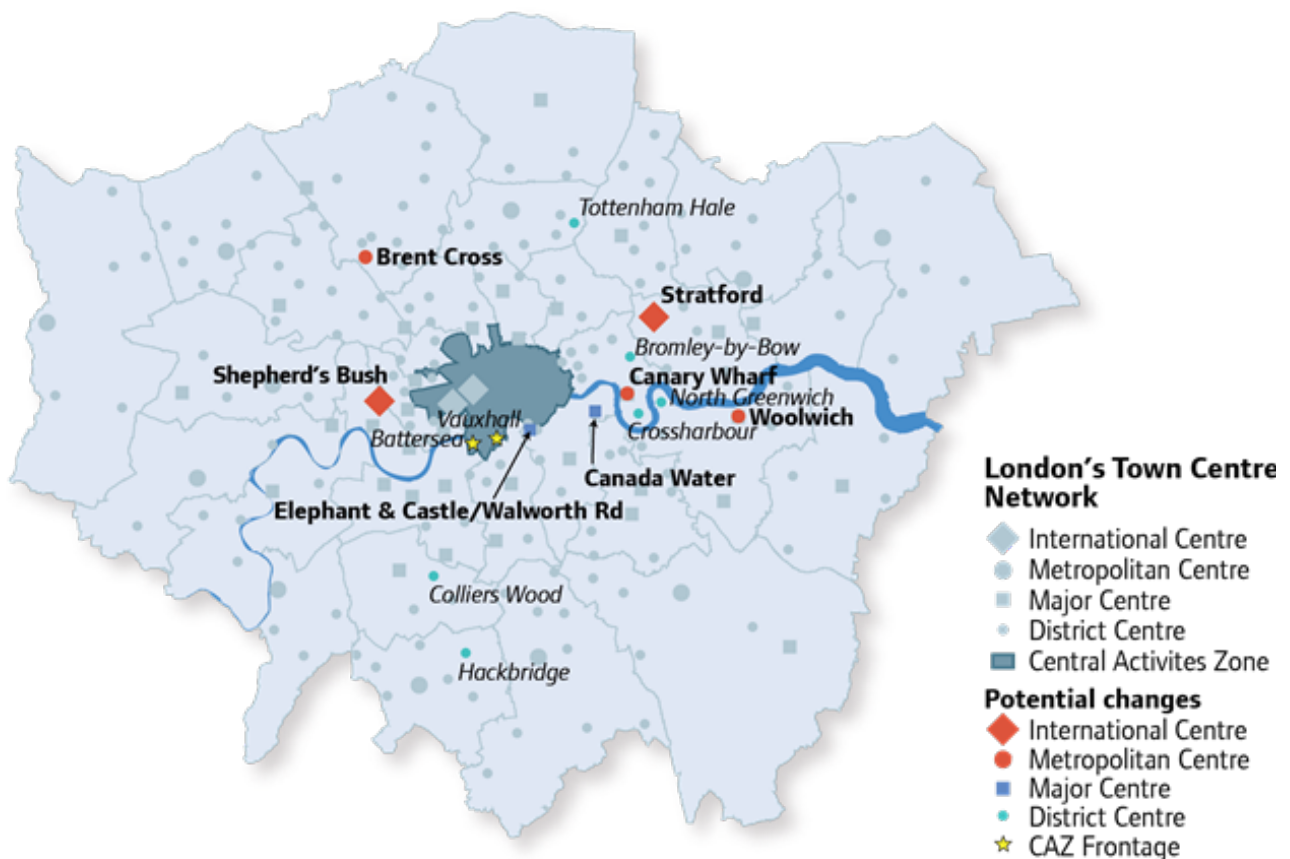 Tottenham Hale
Brent Cross
Stratford
Bromley-by-Bow
Shepherd's Bush
Canary Wharf
North Greenwich
Vauxhall
Woolwich
Battersea
Crossharbour
Canada Water
Elephant & Castle/Walworth Rd
Colliers Wood
Hackbridge
London's Town Centre
Network
International Centre
Metropolitan Centre
Major Centre
District Centre
Central Activites Zone
Potential changes
International Centre
Metropolitan Centre
Major Centre
District Centre
CAZ Frontage